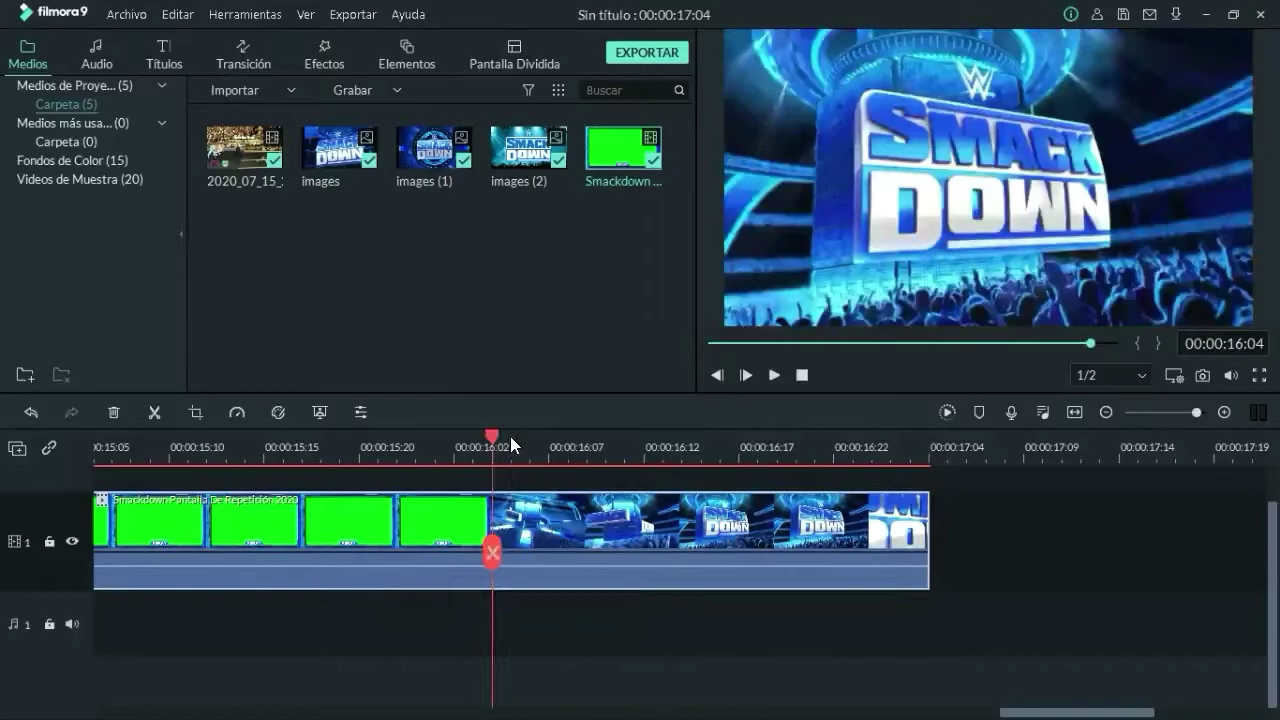 filmora9 Archivo Editar Herramientas Ver Exportar Ayuda Sin título : 00:00:17:04
Medios Audio Títulos Transición Efectos Elementos Pantalla Dividida EXPORTAR
Medios de Proye... (5)
Carpeta (5)
Medios más usa... (0)
Carpeta (0)
Fondos de Color (15)
Videos de Muestra (20)
Importar Grabar Buscar
2020_07_15_ images images (1) images (2) Smackdown ...
W
SMACK
DOWN
00:00:16:04
1/2
00:15:05 00:00:15:10 00:00:15:15 00:00:15:20 00:00:16:02 00:00:16:07 00:00:16:12 00:00:16:17 00:00:16:22 00:00:17:04 00:00:17:09 00:00:17:14 00:00:17:19
Smackdown Pantalla De Repetición 2020
1
1